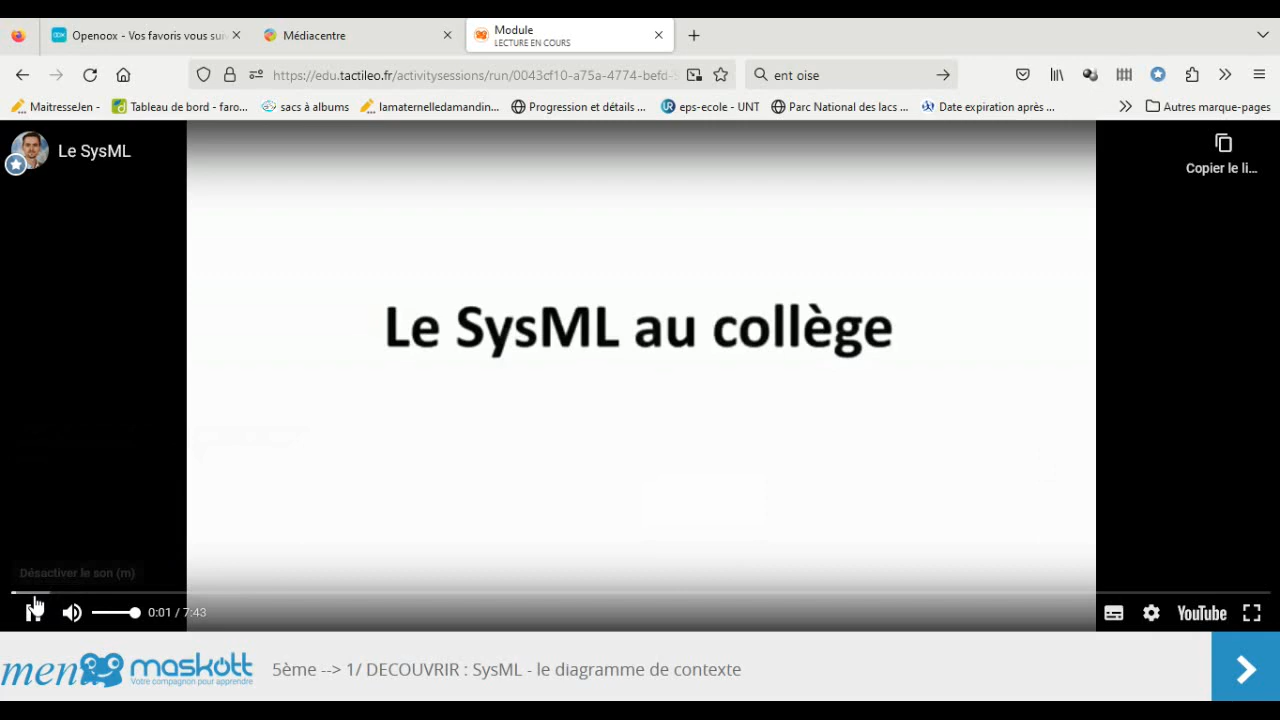 Openoox - Vos favoris vous sui
Médiacentre
Module
LECTURE EN COURS
https://edu.tactileo.fr/activitysessions/run/0043cf10-a75a-4774-befd-
ent oise
MaitresseJen -
Tableau de bord - faro...
sacs à albums
lamaternelledamandin...
Progression et détails ...
eps-ecole - UNT
Parc National des lacs ...
Date expiration après ...
Autres marque-pages
Le SysML
Copier le li...
Le SysML au collège
Désactiver le son (m)
0:01 / 7:43
YouTube
menu maskott
Votre compagnon pour apprendre
5ème --> 1/ DECOUVRIR : SysML - le diagramme de contexte